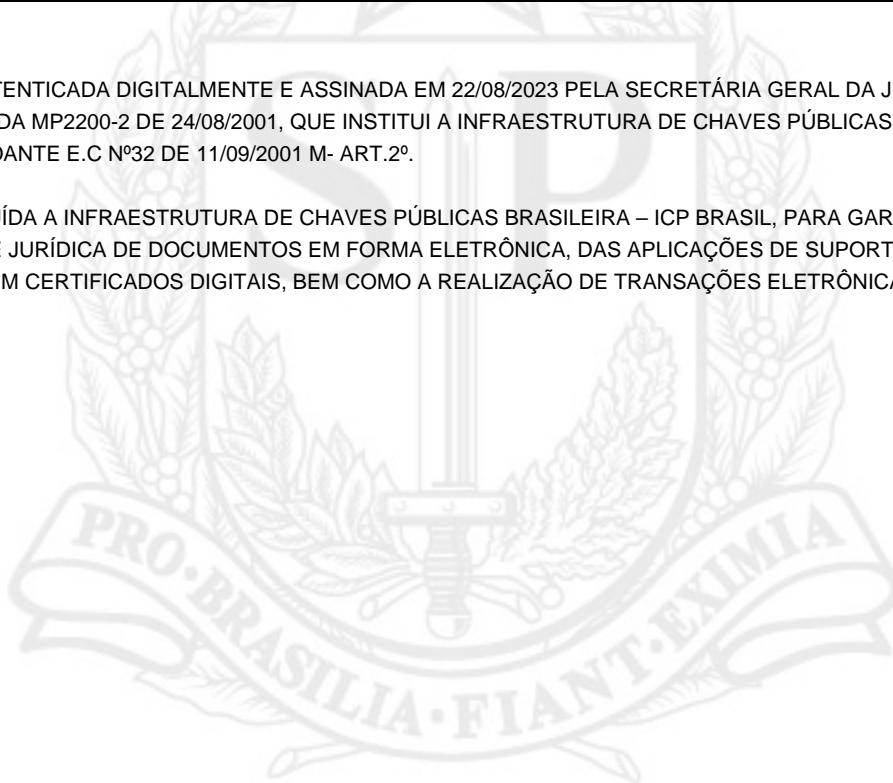 TENTICADA DIGITALMENTE E ASSINADA EM 22/08/2023 PELA SECRETÁRIA GERAL DA J
DA MP2200-2 DE 24/08/2001, QUE INSTITUI A INFRAESTRUTURA DE CHAVES PÚBLICAS
DANTE E.C Nº32 DE 11/09/2001 M- ART.2º.
ÍDA A INFRAESTRUTURA DE CHAVES PÚBLICAS BRASILEIRA – ICP BRASIL, PARA GAR
E JURÍDICA DE DOCUMENTOS EM FORMA ELETRÔNICA, DAS APLICAÇÕES DE SUPORT
M CERTIFICADOS DIGITAIS, BEM COMO A REALIZAÇÃO DE TRANSAÇÕES ELETRÔNICA
SP
PRO·BRASILIA·FIANT·EXIMIA